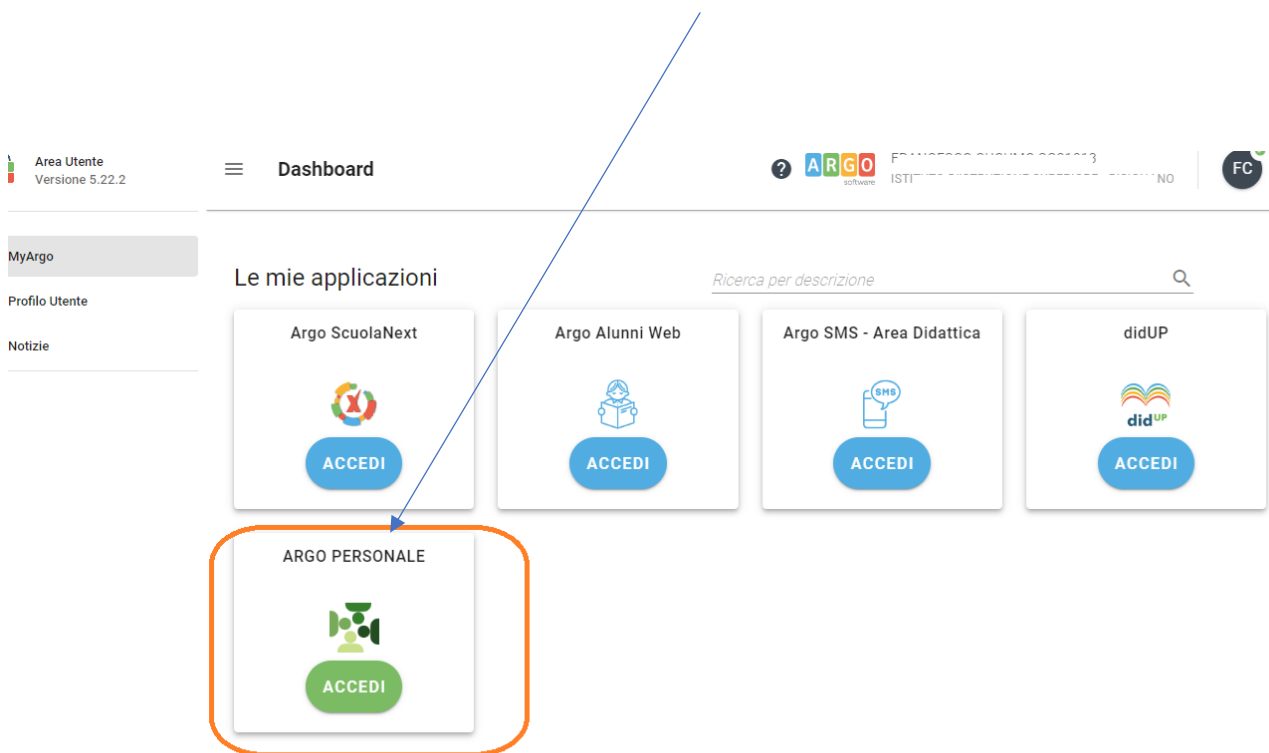 Area Utente
Versione 5.22.2
Dashboard
?
ARGO
software
FC
ISTI
NO
MyArgo
Profilo Utente
Notizie
Le mie applicazioni
Ricerca per descrizione
Argo ScuolaNext
ACCEDI
Argo Alunni Web
ACCEDI
Argo SMS - Area Didattica
SMS
ACCEDI
didUP
didUP
ACCEDI
ARGO PERSONALE
ACCEDI